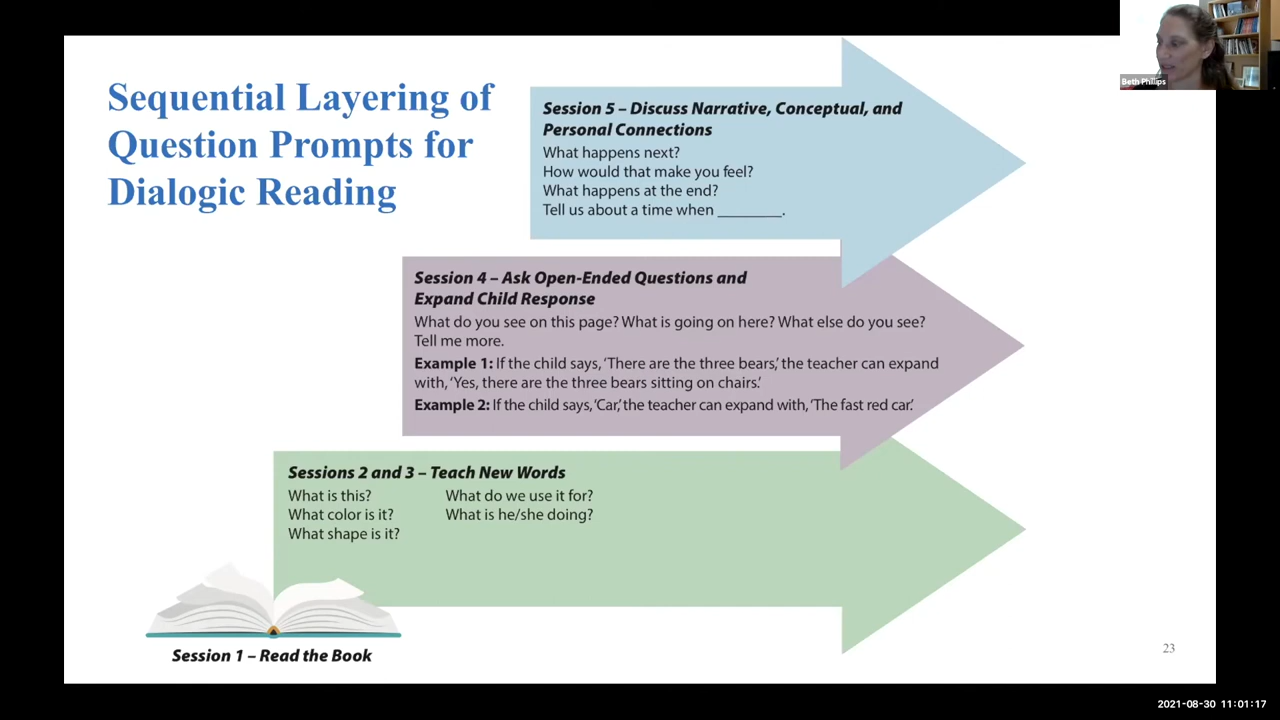 Sequential Layering of
Question Prompts for
Dialogic Reading
Beth Phillips
Session 5 – Discuss Narrative, Conceptual, and
Personal Connections
What happens next?
How would that make you feel?
What happens at the end?
Tell us about a time when ________.
Session 4 – Ask Open-Ended Questions and
Expand Child Response
What do you see on this page? What is going on here? What else do you see?
Tell me more.
Example 1: If the child says, ‘There are the three bears,’ the teacher can expand
with, ‘Yes, there are the three bears sitting on chairs.’
Example 2: If the child says, ‘Car,’ the teacher can expand with, ‘The fast red car.’
Sessions 2 and 3 – Teach New Words
What is this? What do we use it for?
What color is it? What is he/she doing?
What shape is it?
Session 1 – Read the Book
23
2021-08-30 11:01:17